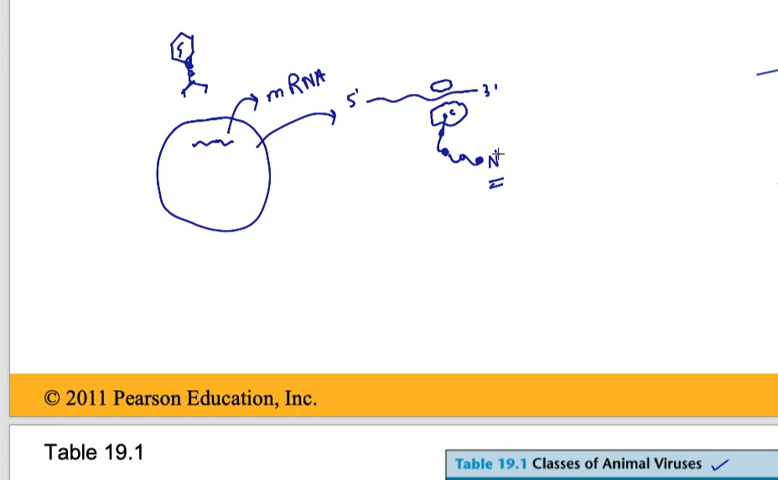 mRNA
5'
3'
N+
© 2011 Pearson Education, Inc.
Table 19.1
Table 19.1 Classes of Animal Viruses